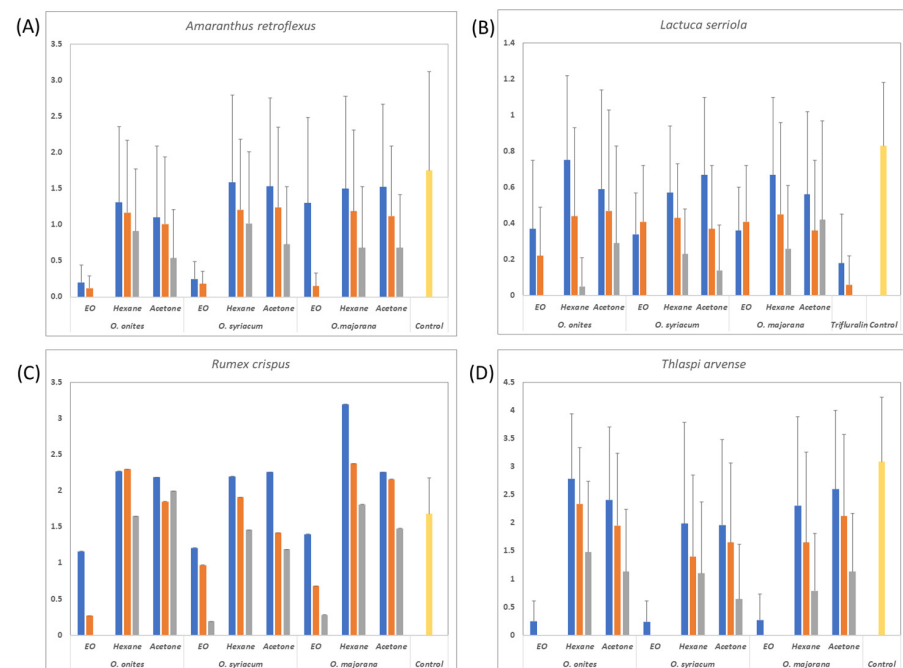 (A)
Amaranthus retroflexus
3.5
3.0
2.5
2.0
1.5
1.0
0.5
0.0
EO Hexane Acetone EO Hexane Acetone EO Hexane Acetone
O. onites O. syriacum O.majorana Control
(B)
Lactuca serriola
1.4
1.2
1
0.8
0.6
0.4
0.2
0
EO Hexane Acetone EO Hexane Acetone EO Hexane Acetone
O. onites O. syriacum O. majorana Trifluralin Control
(C)
Rumex crispus
3.5
3
2.5
2
1.5
1
0.5
0
EO Hexane Acetone EO Hexane Acetone EO Hexane Acetone
O. onites O. syriacum O. majorana Control
(D)
Thlaspi arvense
4.5
4
3.5
3
2.5
2
1.5
1
0.5
0
EO Hexane Acetone EO Hexane Acetone EO Hexane Acetone
O. onites O. syriacum O. majorana Control